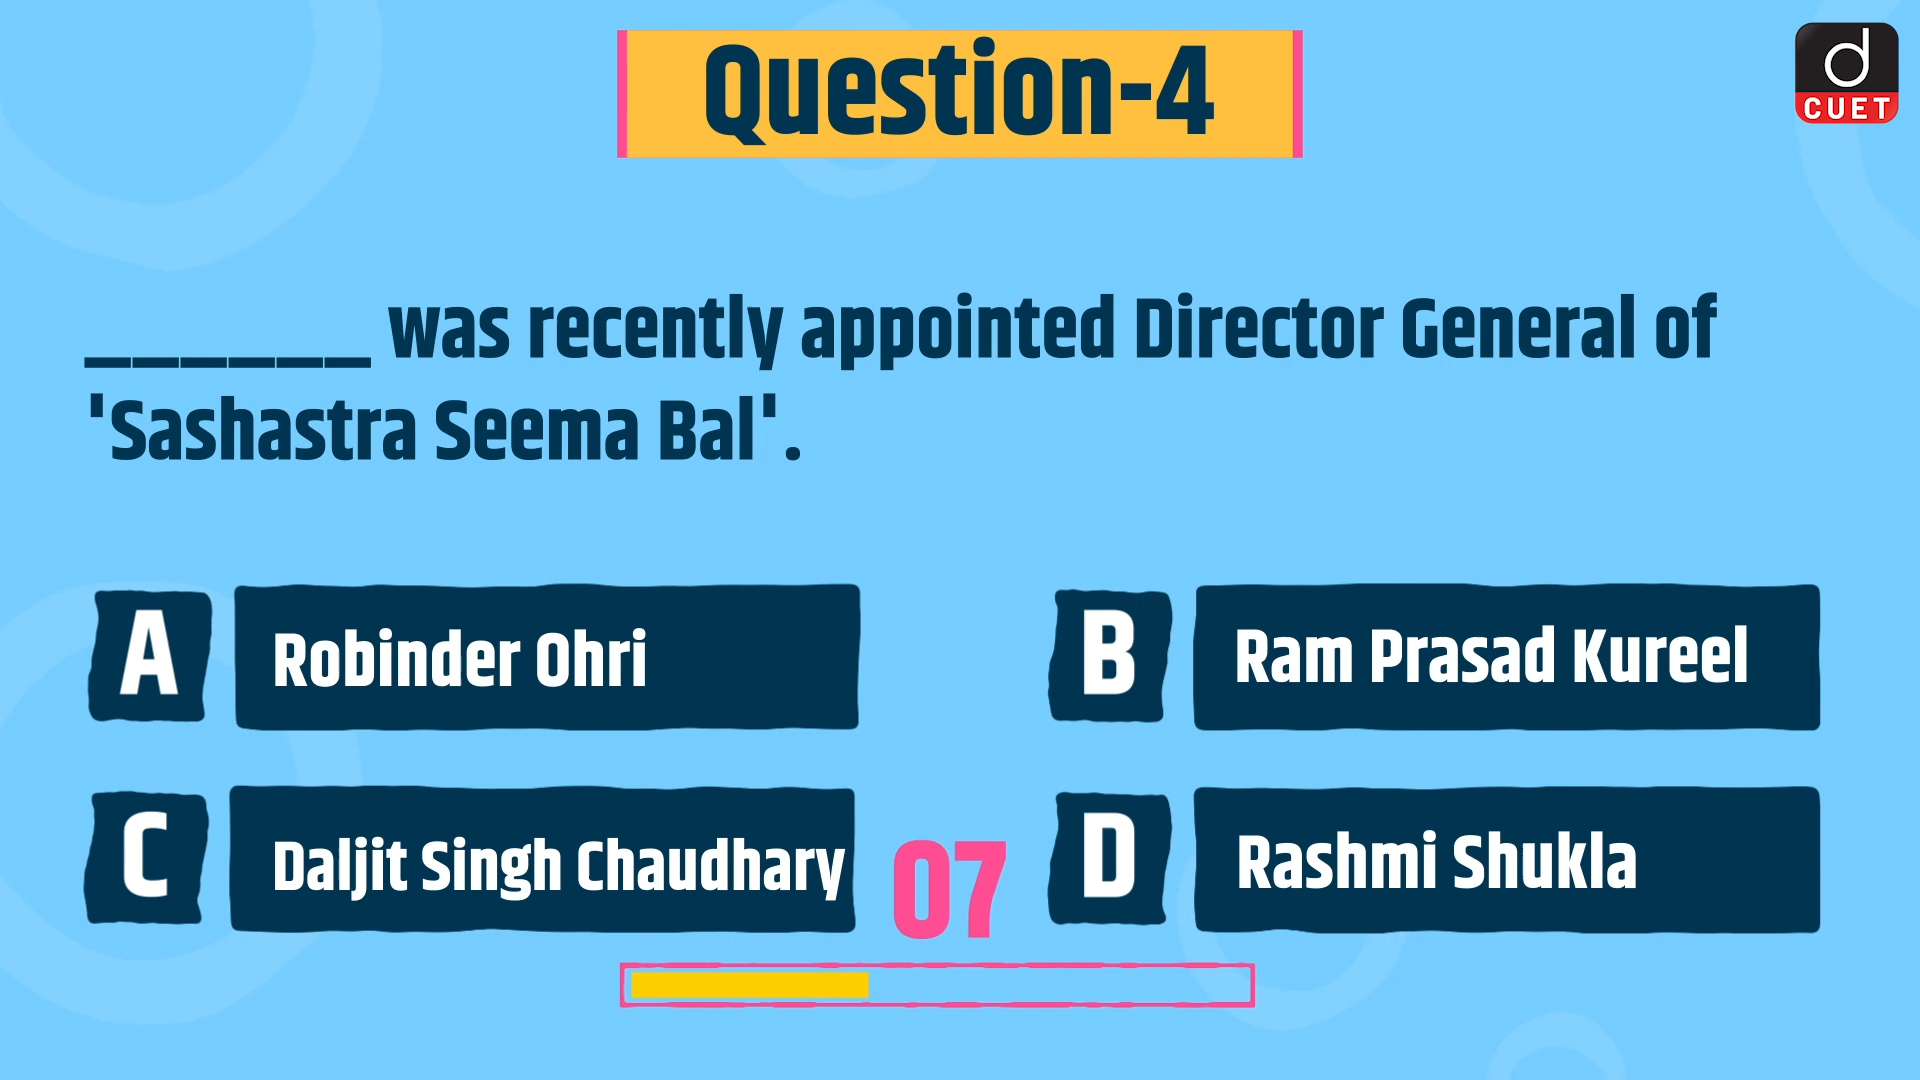 Question-4
d
CUET
______ was recently appointed Director General of
'Sashastra Seema Bal'.
A Robinder Ohri
B Ram Prasad Kureel
C Daljit Singh Chaudhary
07
D Rashmi Shukla